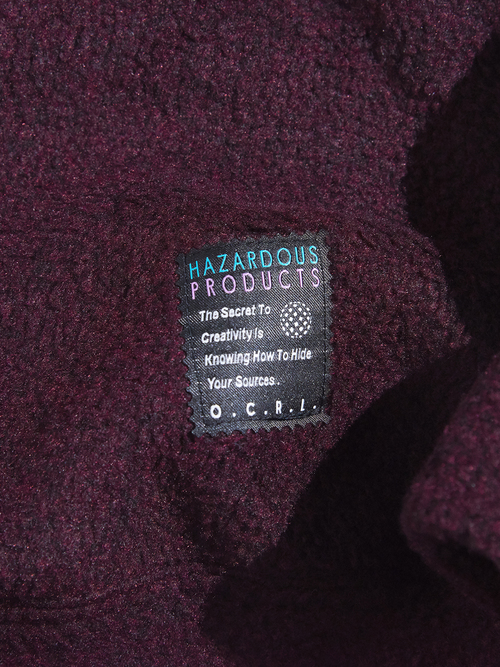 HAZARDOUS
PRODUCTS
The Secret To
Creativity Is
Knowing How To Hide
Your Sources..
O.C.R.L.